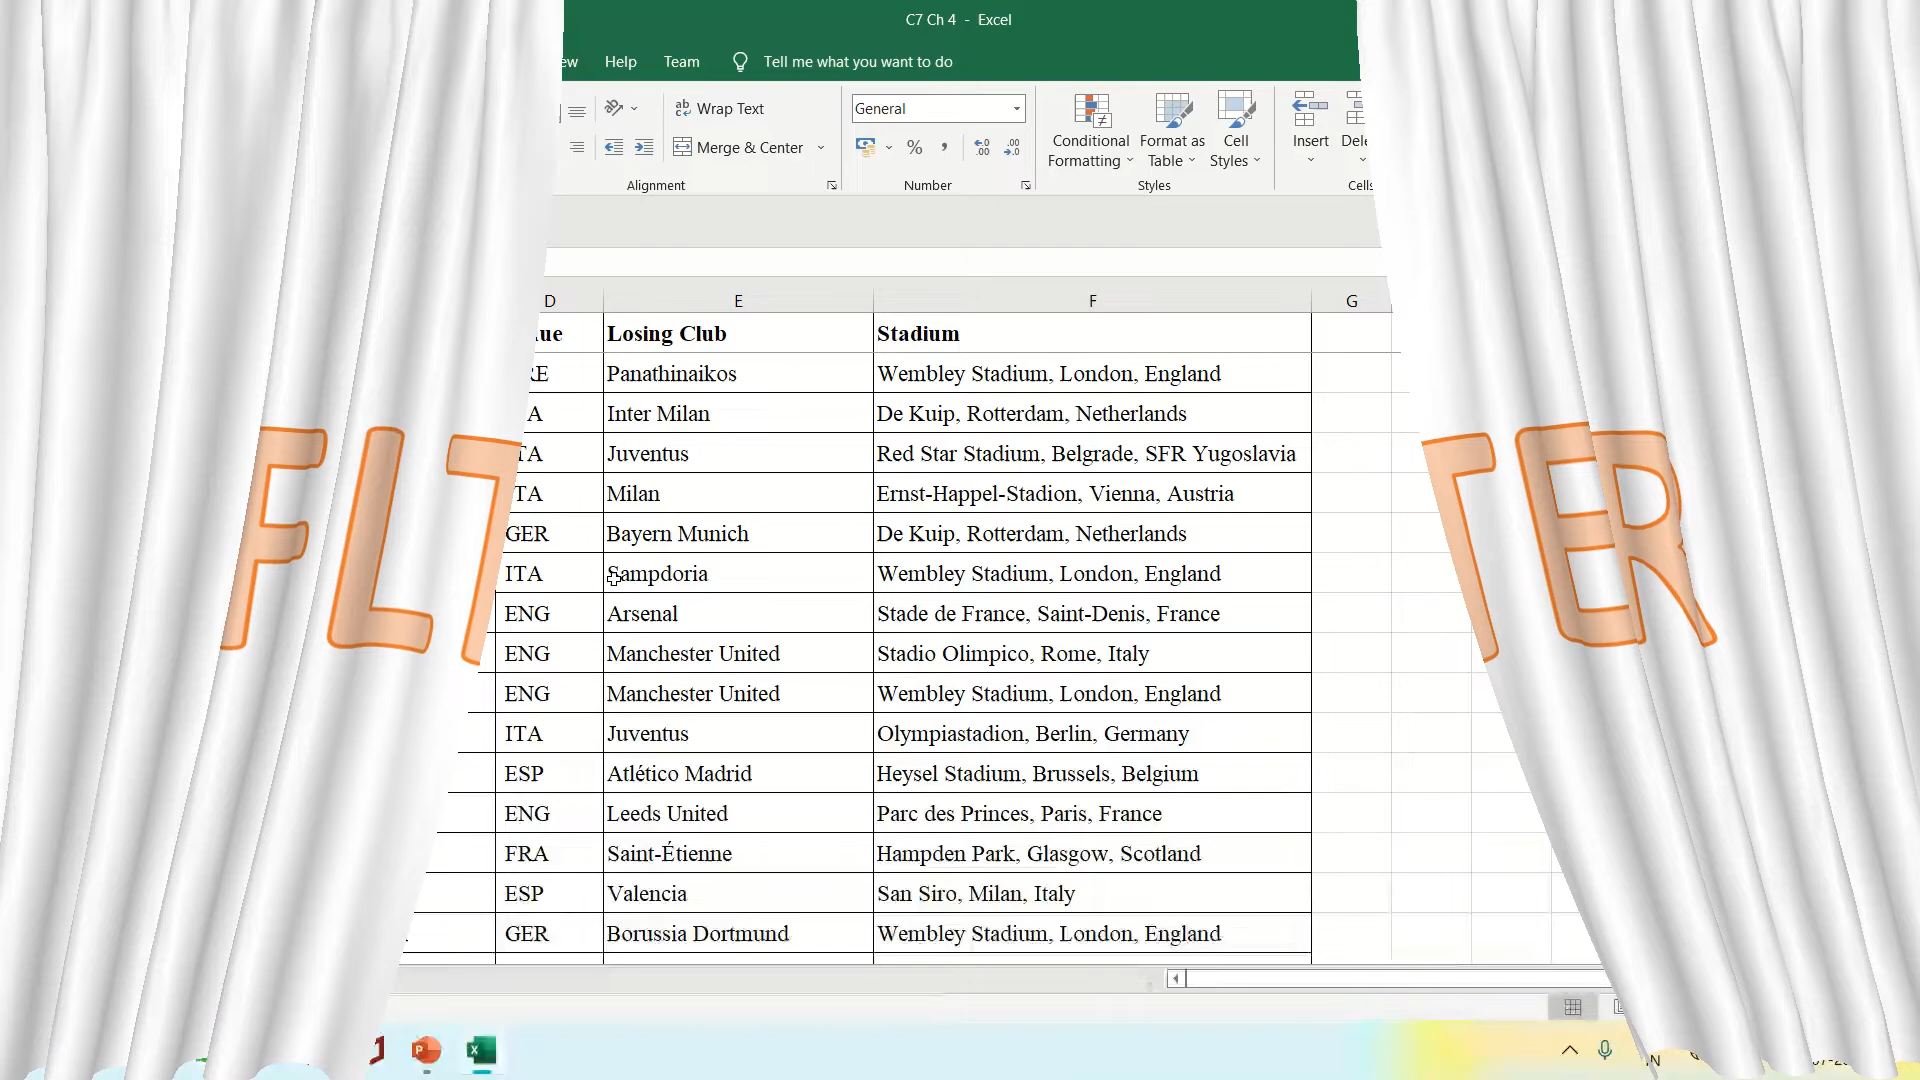 C7 Ch 4 - Excel
Help Team Tell me what you want to do
Wrap Text General
Merge & Center % Conditional Formatting Format as Table Cell Styles Insert
Alignment Number Styles Cells
D E F G
Losing Club Stadium
Panathinaikos Wembley Stadium, London, England
Inter Milan De Kuip, Rotterdam, Netherlands
Juventus Red Star Stadium, Belgrade, SFR Yugoslavia
Milan Ernst-Happel-Stadion, Vienna, Austria
GER Bayern Munich De Kuip, Rotterdam, Netherlands
ITA Sampdoria Wembley Stadium, London, England
ENG Arsenal Stade de France, Saint-Denis, France
ENG Manchester United Stadio Olimpico, Rome, Italy
ENG Manchester United Wembley Stadium, London, England
ITA Juventus Olympiastadion, Berlin, Germany
ESP Atlético Madrid Heysel Stadium, Brussels, Belgium
ENG Leeds United Parc des Princes, Paris, France
FRA Saint-Étienne Hampden Park, Glasgow, Scotland
ESP Valencia San Siro, Milan, Italy
GER Borussia Dortmund Wembley Stadium, London, England
FLT TER